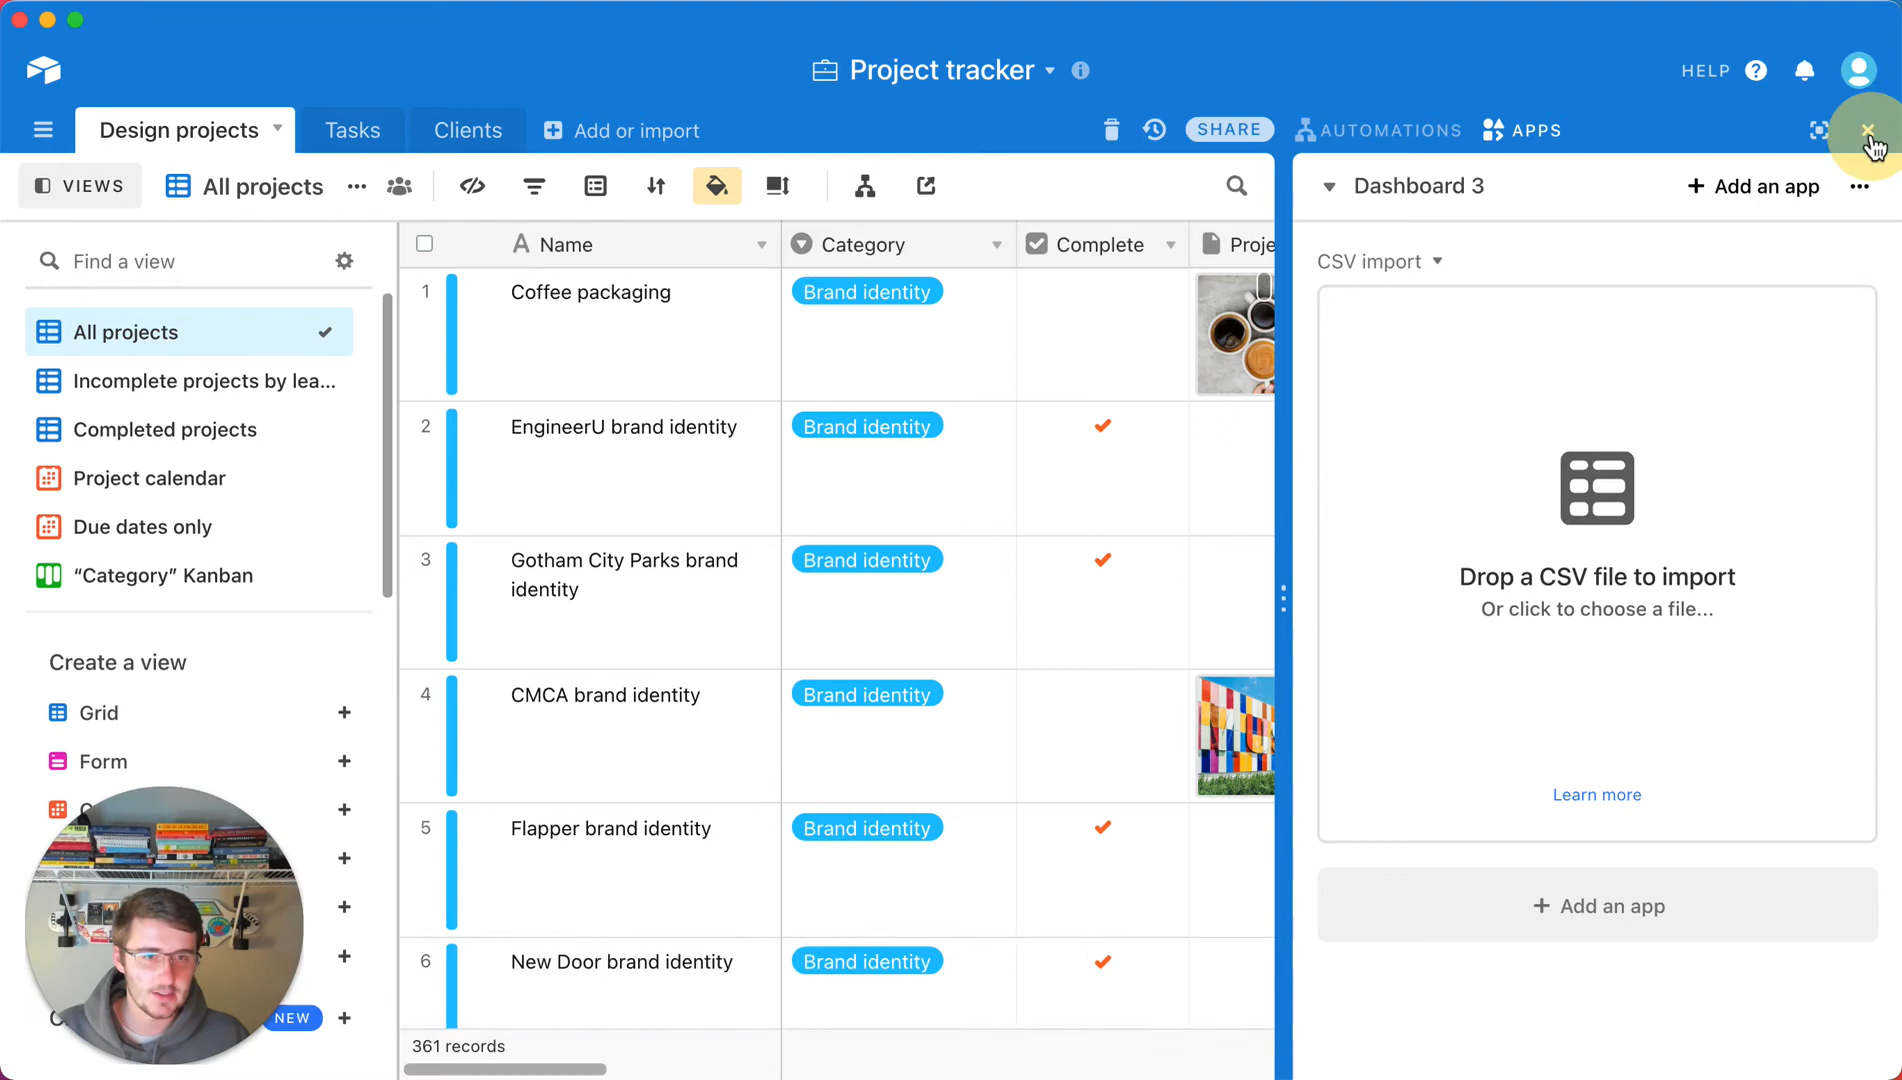 Project tracker
HELP
Design projects
Tasks
Clients
Add or import
SHARE
AUTOMATIONS
APPS
VIEWS
All projects
Dashboard 3
Add an app
Find a view
All projects
Incomplete projects by lea...
Completed projects
Project calendar
Due dates only
“Category” Kanban
Create a view
Grid
Form
NEW
Name
Category
Complete
Proje
1
Coffee packaging
Brand identity
2
EngineerU brand identity
Brand identity
3
Gotham City Parks brand
identity
Brand identity
4
CMCA brand identity
Brand identity
5
Flapper brand identity
Brand identity
6
New Door brand identity
Brand identity
361 records
CSV import
Drop a CSV file to import
Or click to choose a file...
Learn more
Add an app